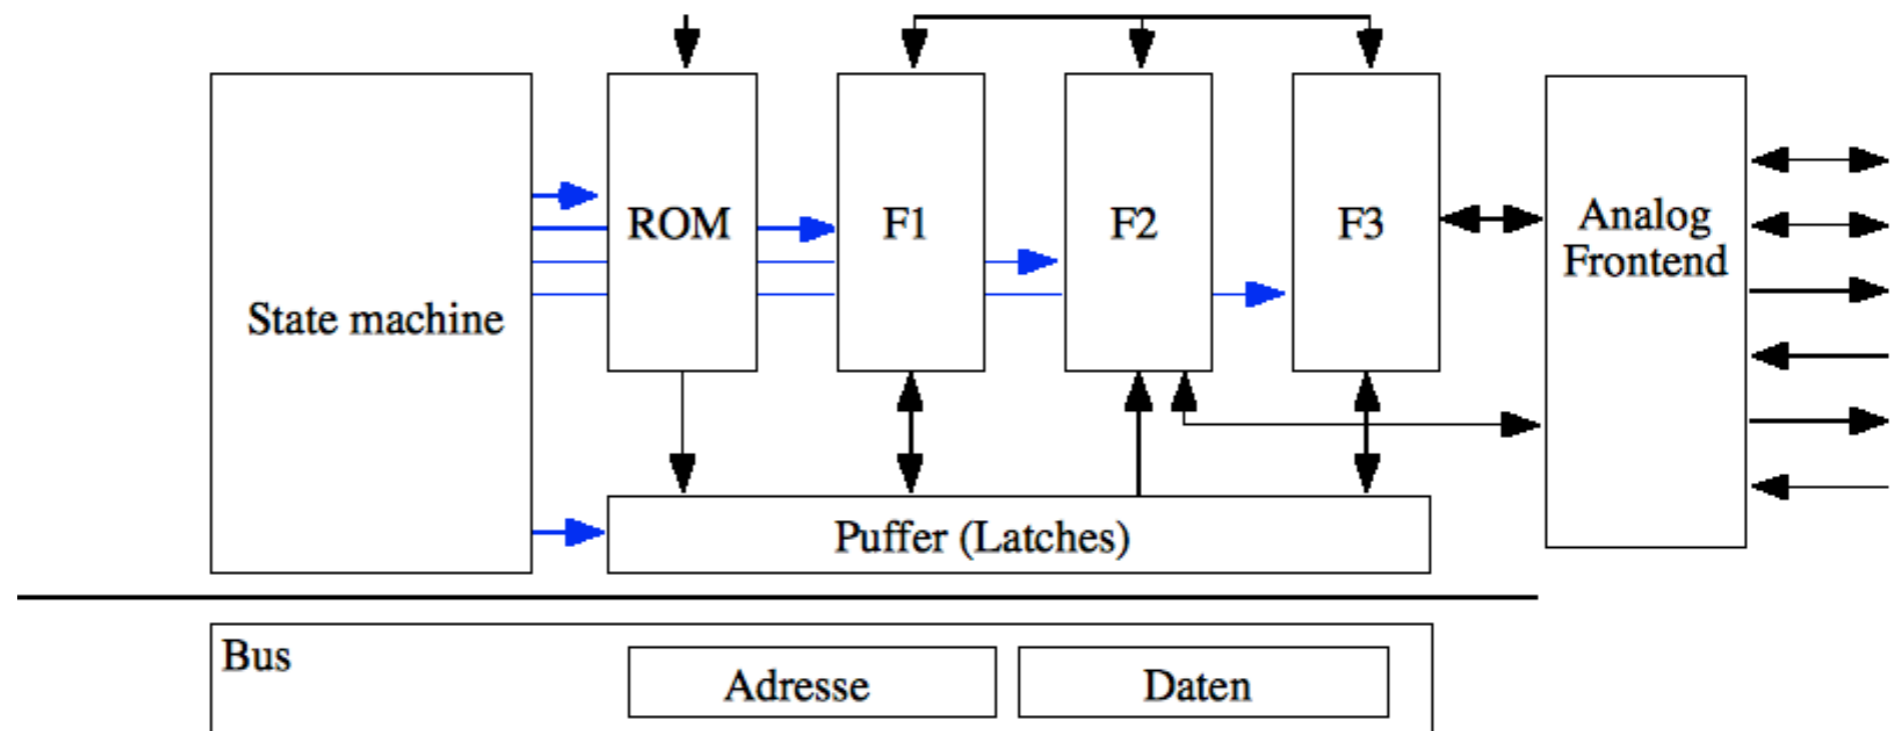 ROM
F1
F2
F3
Analog
Frontend
State machine
Puffer (Latches)
Bus
Adresse
Daten